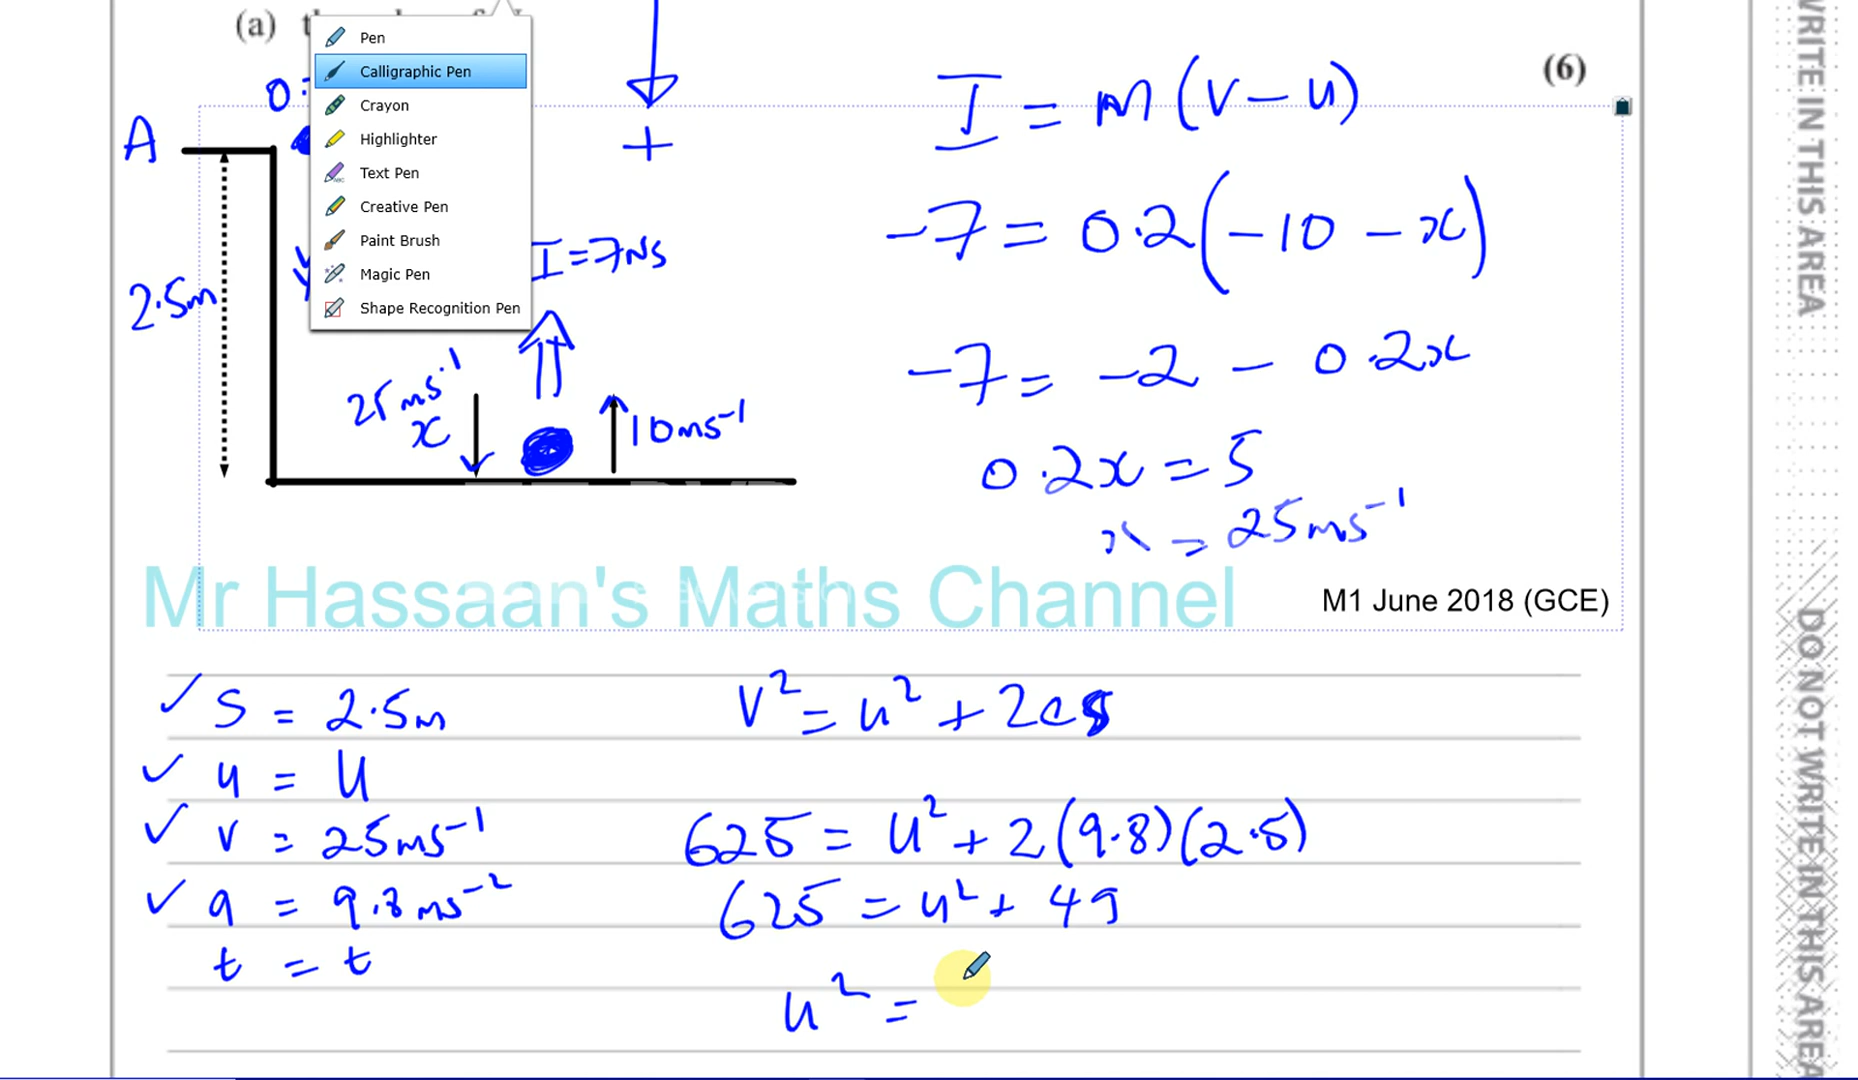 (a)
Pen
Calligraphic Pen
Crayon
Highlighter
Text Pen
Creative Pen
Paint Brush
Magic Pen
Shape Recognition Pen
(6)
A
+
2.5m
I = 7Ns
25ms⁻¹
x
10ms⁻¹
I = m(v - u)
-7 = 0.2(-10 - x)
-7 = -2 - 0.2x
0.2x = 5
x = 25ms⁻¹
Mr Hassaan's Maths Channel
M1 June 2018 (GCE)
✓ s = 2.5m
✓ u = U
✓ v = 25ms⁻¹
✓ a = 9.8ms⁻²
t = t
v² = u² + 2as
625 = u² + 2(9.8)(2.5)
625 = u² + 49
u² =
WRITE IN THIS AREA
DO NOT WRITE IN THIS AREA